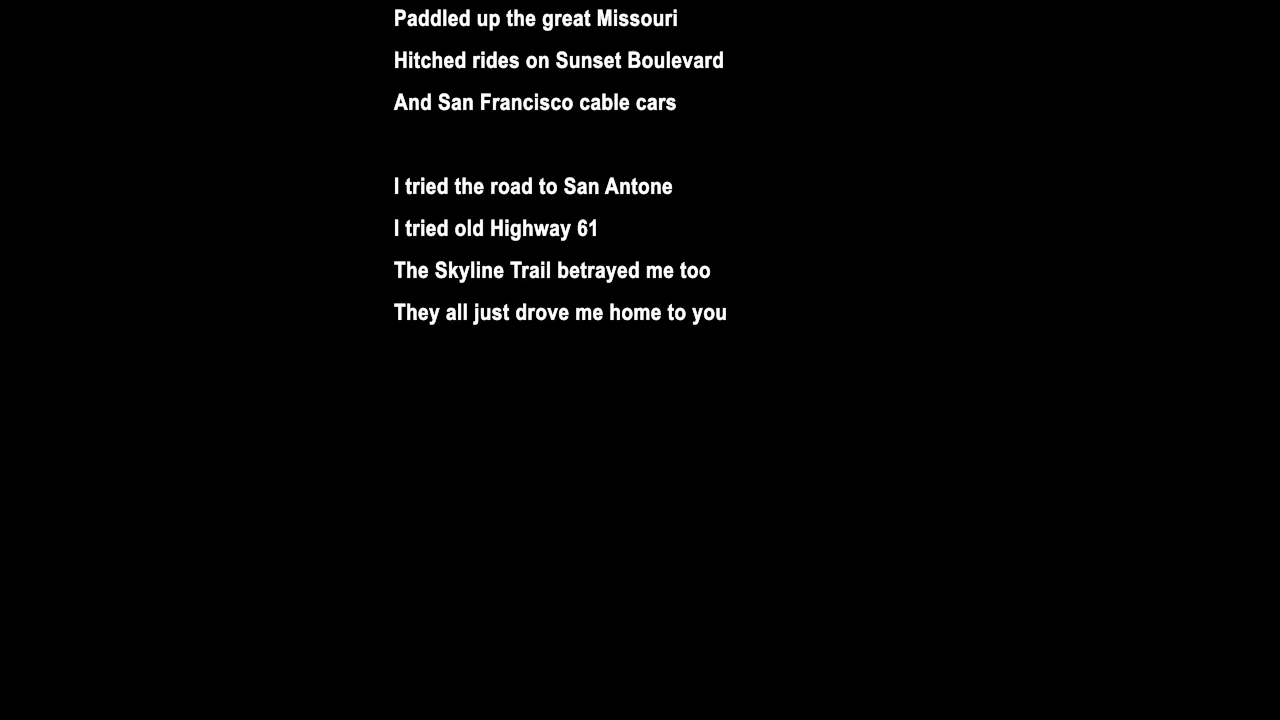 Paddled up the great Missouri
Hitched rides on Sunset Boulevard
And San Francisco cable cars
I tried the road to San Antone
I tried old Highway 61
The Skyline Trail betrayed me too
They all just drove me home to you